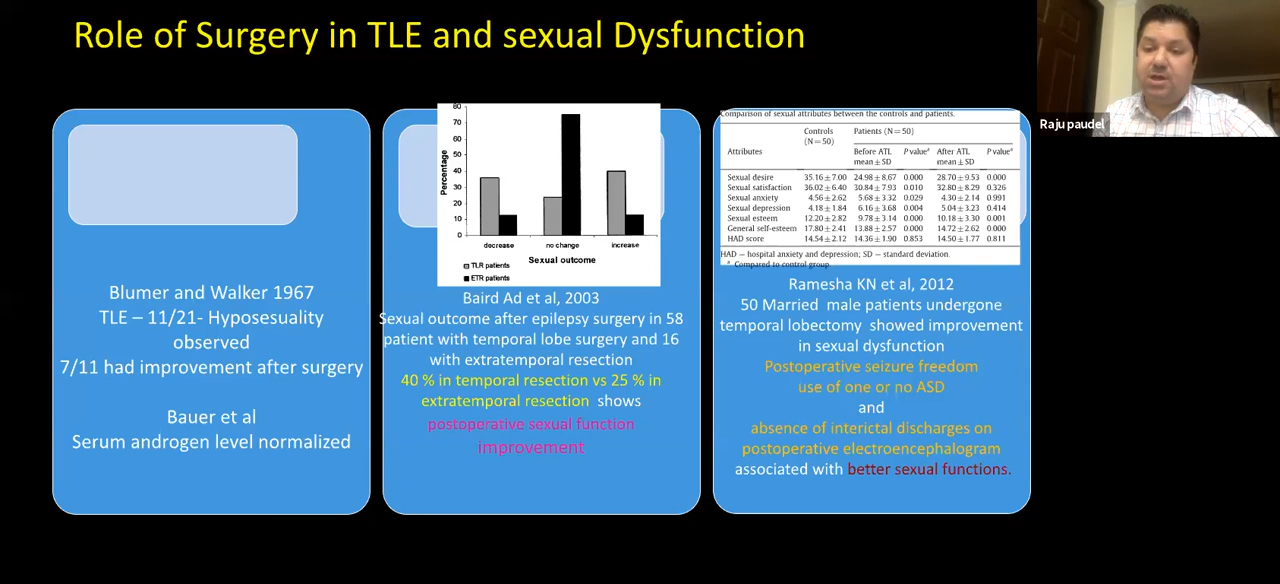 Role of Surgery in TLE and sexual Dysfunction
Raju paudel
Blumer and Walker 1967
TLE – 11/21- Hyposesuality
observed
7/11 had improvement after surgery
Bauer et al
Serum androgen level normalized
80
70
60
50
40
30
20
10
0
Percentage
decrease no change increase
Sexual outcome
TLR patients
ETR patients
Baird Ad et al, 2003
Sexual outcome after epilepsy surgery in 58
patient with temporal lobe surgery and 16
with extratemporal resection
40 % in temporal resection vs 25 % in
extratemporal resection shows
postoperative sexual function
improvement
Comparison of sexual attributes between the controls and patients.
Controls Patients (N=50)
(N=50)
Attributes Before ATL P valueᵃ After ATL P valueᵃ
mean ± SD mean ± SD
Sexual desire 35.16±7.00 24.98±8.67 0.000 28.70±9.53 0.000
Sexual satisfaction 36.02±6.40 30.84±7.93 0.010 32.80±8.29 0.326
Sexual anxiety 4.56±2.62 5.68±3.32 0.029 4.30±2.14 0.991
Sexual depression 4.18±1.84 6.16±3.68 0.004 5.04±3.23 0.414
Sexual esteem 12.20±2.82 9.78±3.14 0.000 10.18±3.30 0.001
General self-esteem 17.80±2.41 13.88±2.57 0.000 14.72±2.62 0.000
HAD score 14.54±2.12 14.36±1.90 0.853 14.50±1.77 0.811
HAD — hospital anxiety and depression; SD — standard deviation.
ᵃ Compared to control group.
Ramesha KN et al, 2012
50 Married male patients undergone
temporal lobectomy showed improvement
in sexual dysfunction
Postoperative seizure freedom
use of one or no ASD
and
absence of interictal discharges on
postoperative electroencephalogram
associated with better sexual functions.